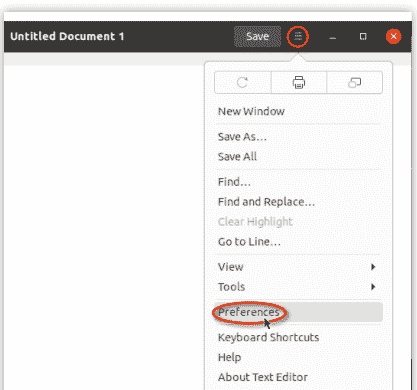 Untitled Document 1 Save
New Window
Save As...
Save All
Find...
Find and Replace...
Clear Highlight
Go to Line...
View
Tools
Preferences
Keyboard Shortcuts
Help
About Text Editor